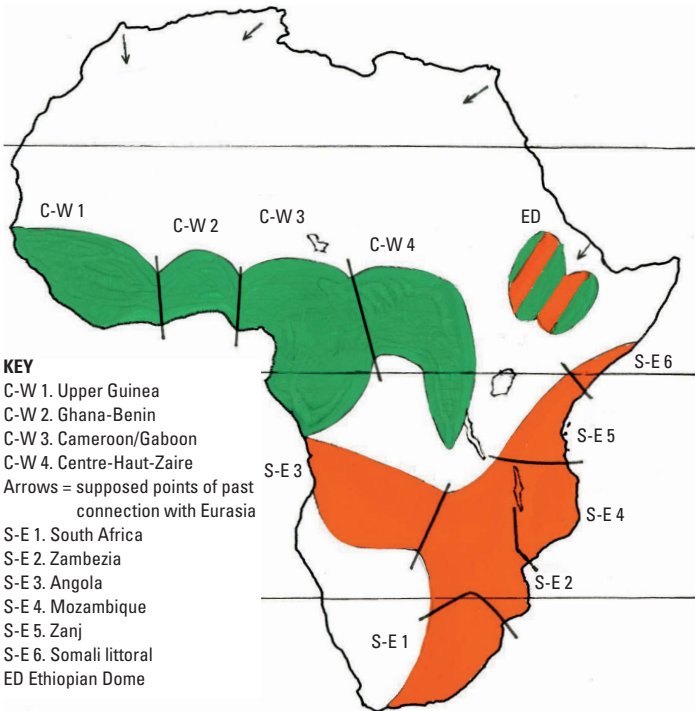 C-W 1
C-W 2
C-W 3
C-W 4
ED
S-E 6
S-E 5
S-E 3
S-E 4
S-E 2
S-E 1
KEY
C-W 1. Upper Guinea
C-W 2. Ghana-Benin
C-W 3. Cameroon/Gaboon
C-W 4. Centre-Haut-Zaire
Arrows = supposed points of past
connection with Eurasia
S-E 1. South Africa
S-E 2. Zambezia
S-E 3. Angola
S-E 4. Mozambique
S-E 5. Zanj
S-E 6. Somali littoral
ED Ethiopian Dome